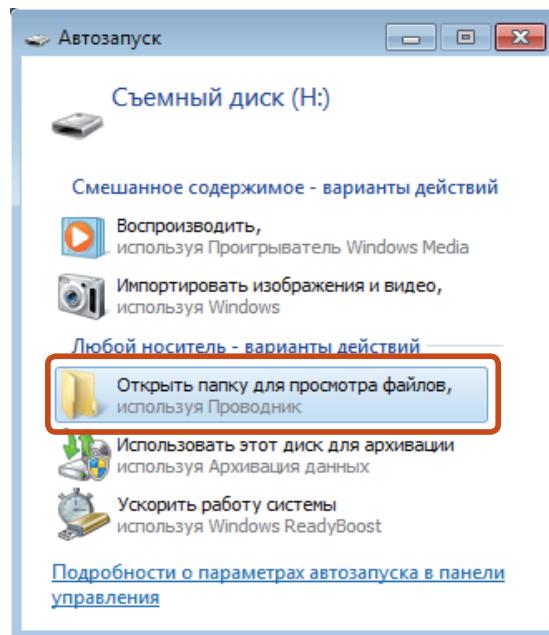 Автозапуск
Съемный диск (H:)
Смешанное содержимое - варианты действий
Воспроизводить,
используя Проигрыватель Windows Media
Импортировать изображения и видео,
используя Windows
Любой носитель - варианты действий
Открыть папку для просмотра файлов,
используя Проводник
Использовать этот диск для архивации
используя Архивация данных
Ускорить работу системы
используя Windows ReadyBoost
Подробности о параметрах автозапуска в панели
управления